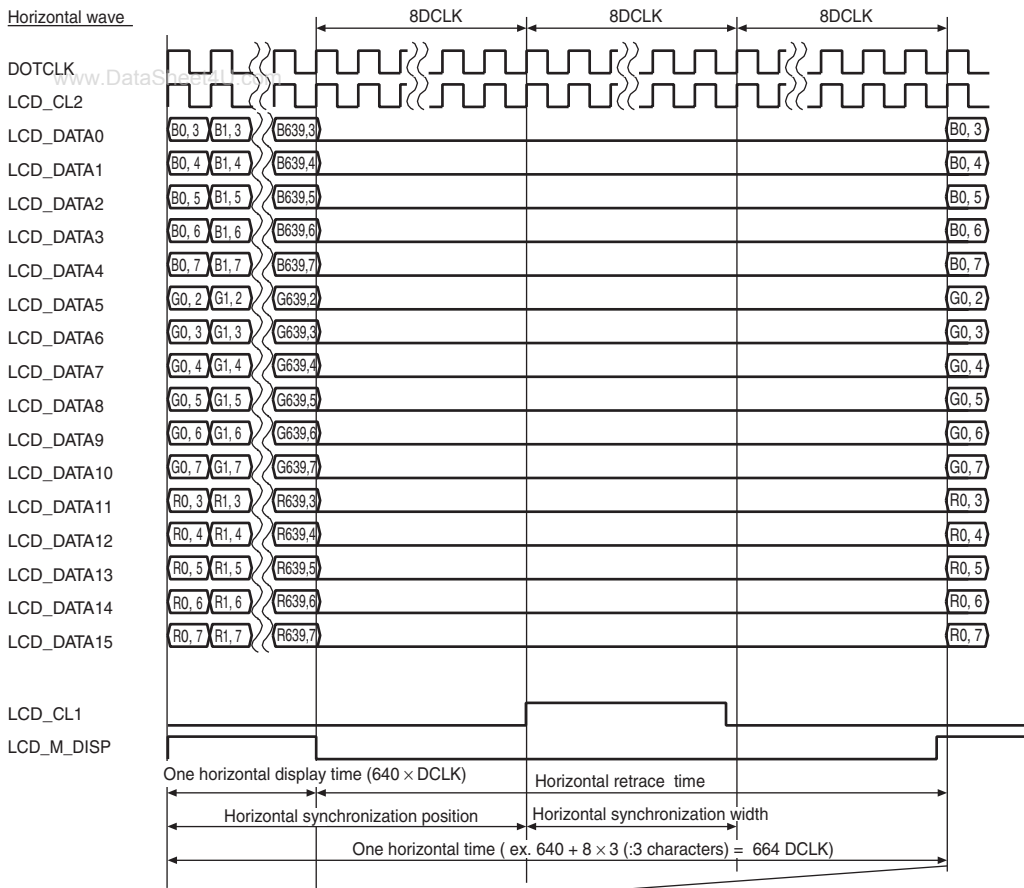 Horizontal wave
8DCLK 8DCLK 8DCLK
DOTCLK
www.DataSheet4U.com
LCD_CL2
LCD_DATA0 B0, 3 B1, 3 B639,3 B0, 3
LCD_DATA1 B0, 4 B1, 4 B639,4 B0, 4
LCD_DATA2 B0, 5 B1, 5 B639,5 B0, 5
LCD_DATA3 B0, 6 B1, 6 B639,6 B0, 6
LCD_DATA4 B0, 7 B1, 7 B639,7 B0, 7
LCD_DATA5 G0, 2 G1, 2 G639,2 G0, 2
LCD_DATA6 G0, 3 G1, 3 G639,3 G0, 3
LCD_DATA7 G0, 4 G1, 4 G639,4 G0, 4
LCD_DATA8 G0, 5 G1, 5 G639,5 G0, 5
LCD_DATA9 G0, 6 G1, 6 G639,6 G0, 6
LCD_DATA10 G0, 7 G1, 7 G639,7 G0, 7
LCD_DATA11 R0, 3 R1, 3 R639,3 R0, 3
LCD_DATA12 R0, 4 R1, 4 R639,4 R0, 4
LCD_DATA13 R0, 5 R1, 5 R639,5 R0, 5
LCD_DATA14 R0, 6 R1, 6 R639,6 R0, 6
LCD_DATA15 R0, 7 R1, 7 R639,7 R0, 7
LCD_CL1
LCD_M_DISP
One horizontal display time (640 × DCLK)
Horizontal retrace time
Horizontal synchronization position
Horizontal synchronization width
One horizontal time ( ex. 640 + 8 × 3 (:3 characters) = 664 DCLK)